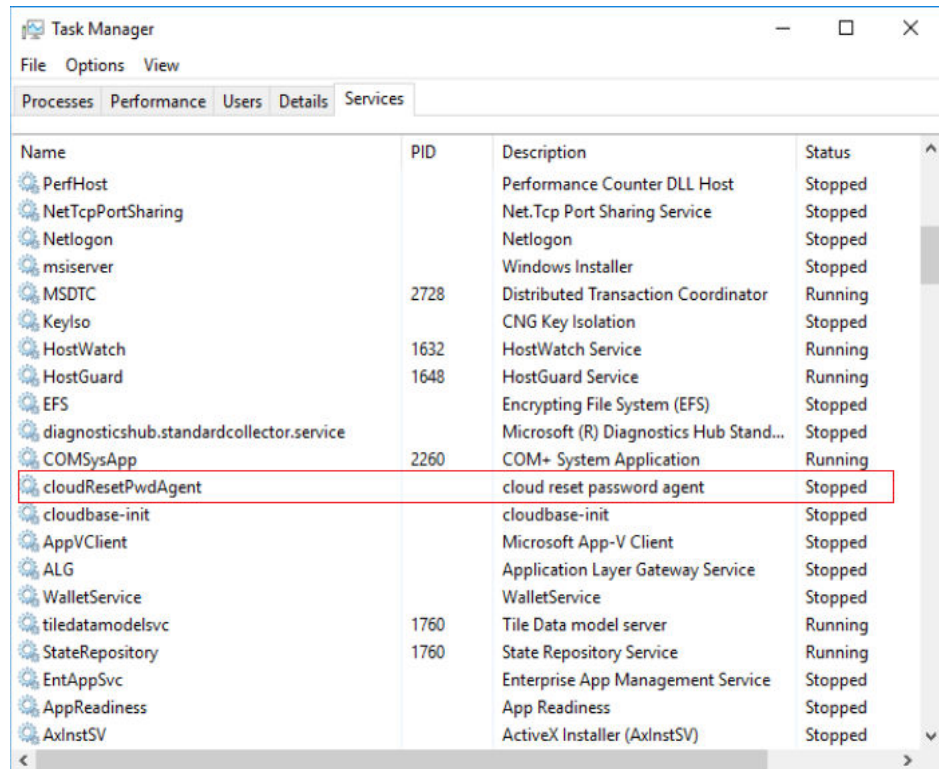 Task Manager
File Options View
Processes Performance Users Details Services
Name PID Description Status
PerfHost Performance Counter DLL Host Stopped
NetTcpPortSharing Net.Tcp Port Sharing Service Stopped
Netlogon Netlogon Stopped
msiserver Windows Installer Stopped
MSDTC 2728 Distributed Transaction Coordinator Running
KeyIso CNG Key Isolation Stopped
HostWatch 1632 HostWatch Service Running
HostGuard 1648 HostGuard Service Running
EFS Encrypting File System (EFS) Stopped
diagnosticshub.standardcollector.service Microsoft (R) Diagnostics Hub Stand... Stopped
COMSysApp 2260 COM+ System Application Running
cloudResetPwdAgent cloud reset password agent Stopped
cloudbase-init cloudbase-init Stopped
AppVClient Microsoft App-V Client Stopped
ALG Application Layer Gateway Service Stopped
WalletService WalletService Stopped
tiledatamodelsvc 1760 Tile Data model server Running
StateRepository 1760 State Repository Service Running
EntAppSvc Enterprise App Management Service Stopped
AppReadiness App Readiness Stopped
AxInstSV ActiveX Installer (AxInstSV) Stopped